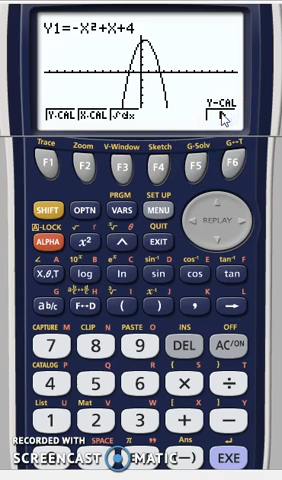 Y1=-X²+X+4
Y-CAL
Y-CAL X-CAL ∫dx
Trace Zoom V-Window Sketch G-Solv G↔T
F1 F2 F3 F4 F5 F6
PRGM SET UP
SHIFT OPTN VARS MENU
REPLAY
A-LOCK QUIT
ALPHA x² ^ EXIT
X,θ,T log ln sin cos tan
ab/c F↔D ( ) , →
CAPTURE M CLIP N PASTE O INS OFF
7 8 9 DEL AC/ON
CATALOG P Q R S T
4 5 6 × ÷
List U Mat V W X Y
1 2 3 + −
RECORDED WITH SPACE π Ans
SCREENCAST MATIC (−) EXE